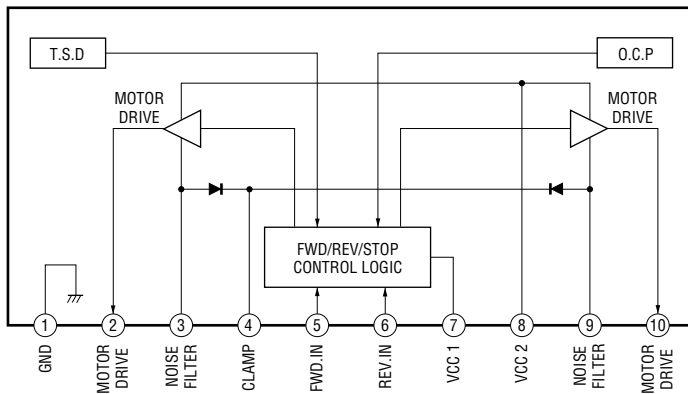 T.S.D
O.C.P
MOTOR
DRIVE
MOTOR
DRIVE
FWD/REV/STOP
CONTROL LOGIC
1
2
3
4
5
6
7
8
9
10
GND
MOTOR
DRIVE
NOISE
FILTER
CLAMP
FWD.IN
REV.IN
VCC 1
VCC 2
NOISE
FILTER
MOTOR
DRIVE